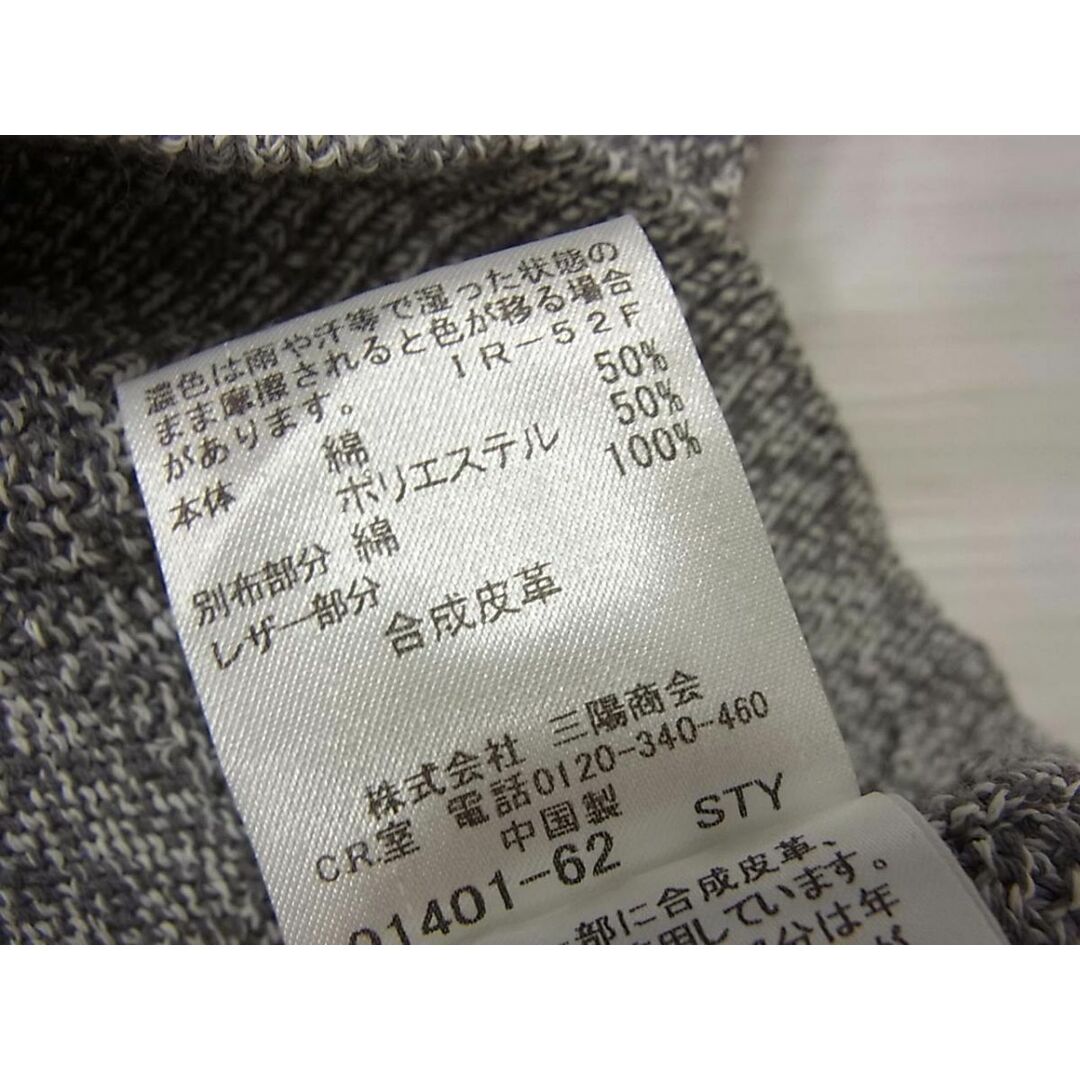 濃色は雨や汗等で湿った状態の
まま摩擦されると色が移る場合
があります。 IR-52F
本体 綿 50%
ポリエステル 50%
別布部分 綿 100%
レザー部分 合成皮革
株式会社 三陽商会
CR室 電話0120-340-460
中国製
01401-62 STY
部に合成皮革、
用しています。
分は年
が